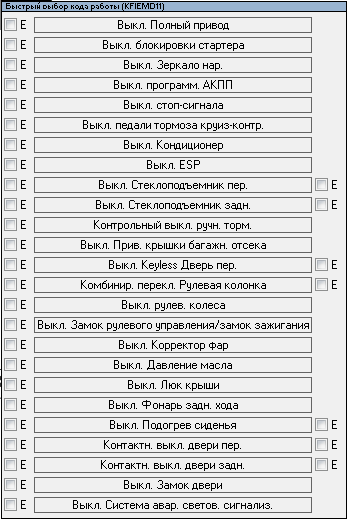 Быстрый выбор кода работы (KFIEMD11)
E Выкл. Полный привод
E Выкл. блокировки стартера
E Выкл. Зеркало нар.
E Выкл. программ. АКПП
E Выкл. стоп-сигнала
E Выкл. педали тормоза круиз-контр.
E Выкл. Кондиционер
E Выкл. ESP
E Выкл. Стеклоподъемник пер. E
E Выкл. Стеклоподъемник задн. E
E Контрольный выкл. ручн. торм.
E Выкл. Прив. крышки багажн. отсека
E Выкл. Keyless Дверь пер. E
E Комбинир. перекл. Рулевая колонка E
E Выкл. рулев. колеса
E Выкл. Замок рулевого управления/замок зажигания
E Выкл. Корректор фар
E Выкл. Давление масла
E Выкл. Люк крыши
E Выкл. Фонарь задн. хода
E Выкл. Подогрев сиденья E
E Контактн. выкл. двери пер. E
E Контактн. выкл. двери задн. E
E Выкл. Замок двери
E Выкл. Система авар. светов. сигнализ.